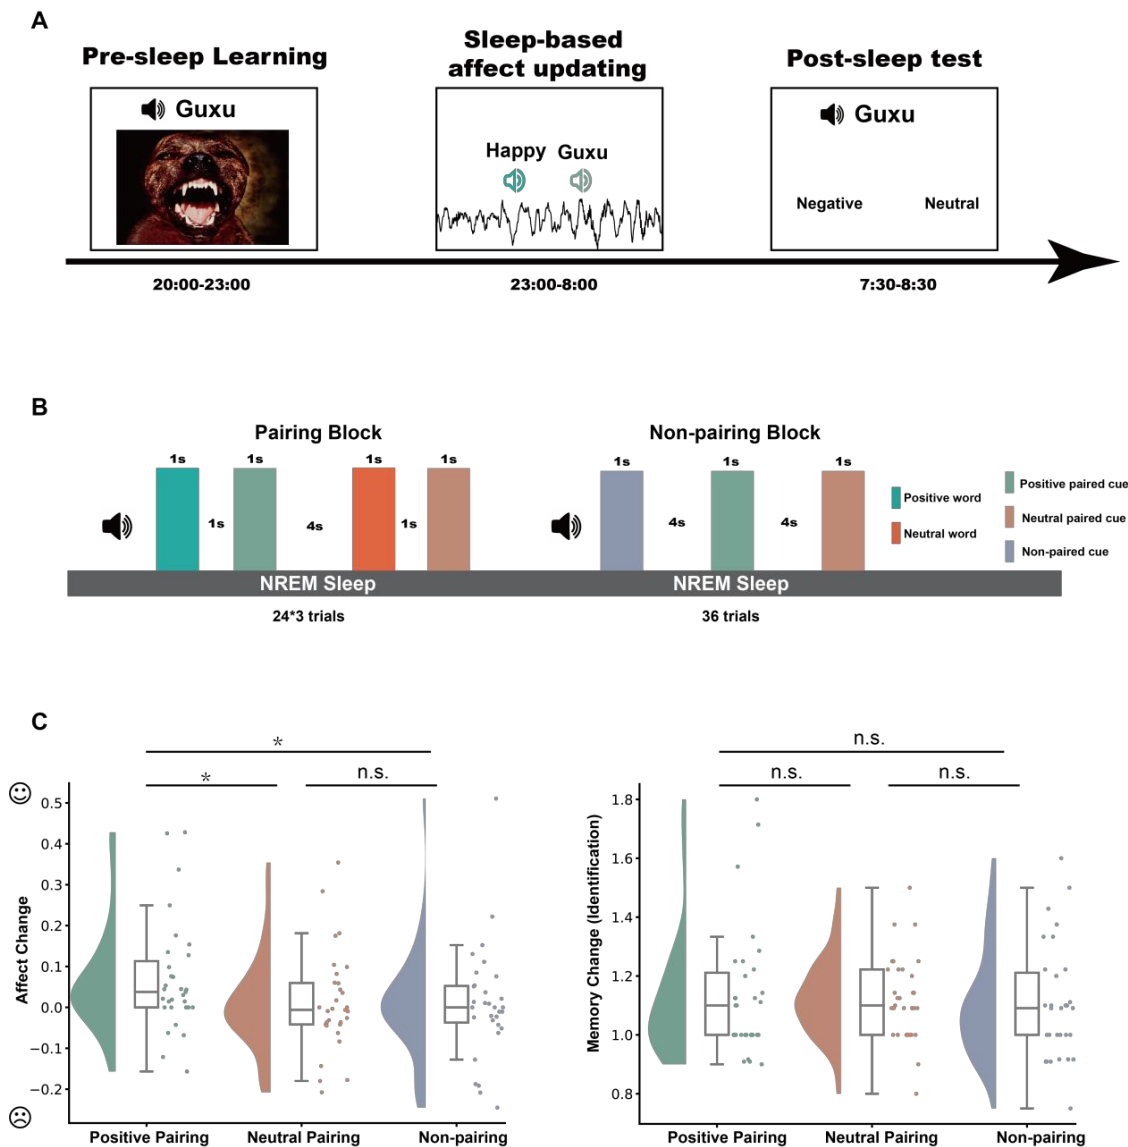 A
Pre-sleep Learning
Sleep-based
affect updating
Post-sleep test
Guxu
Happy
Guxu
Guxu
Negative
Neutral
20:00-23:00
23:00-8:00
7:30-8:30
B
Pairing Block
Non-pairing Block
1s
1s
1s
1s
1s
1s
1s
1s
4s
1s
4s
4s
Positive word
Neutral word
Positive paired cue
Neutral paired cue
Non-paired cue
NREM Sleep
NREM Sleep
24*3 trials
36 trials
C
*
*
n.s.
0.5
0.4
0.3
0.2
0.1
0.0
−0.1
−0.2
Affect Change
Positive Pairing
Neutral Pairing
Non-pairing
n.s.
n.s.
n.s.
1.8
1.6
1.4
1.2
1.0
0.8
Memory Change (Identification)
Positive Pairing
Neutral Pairing
Non-pairing